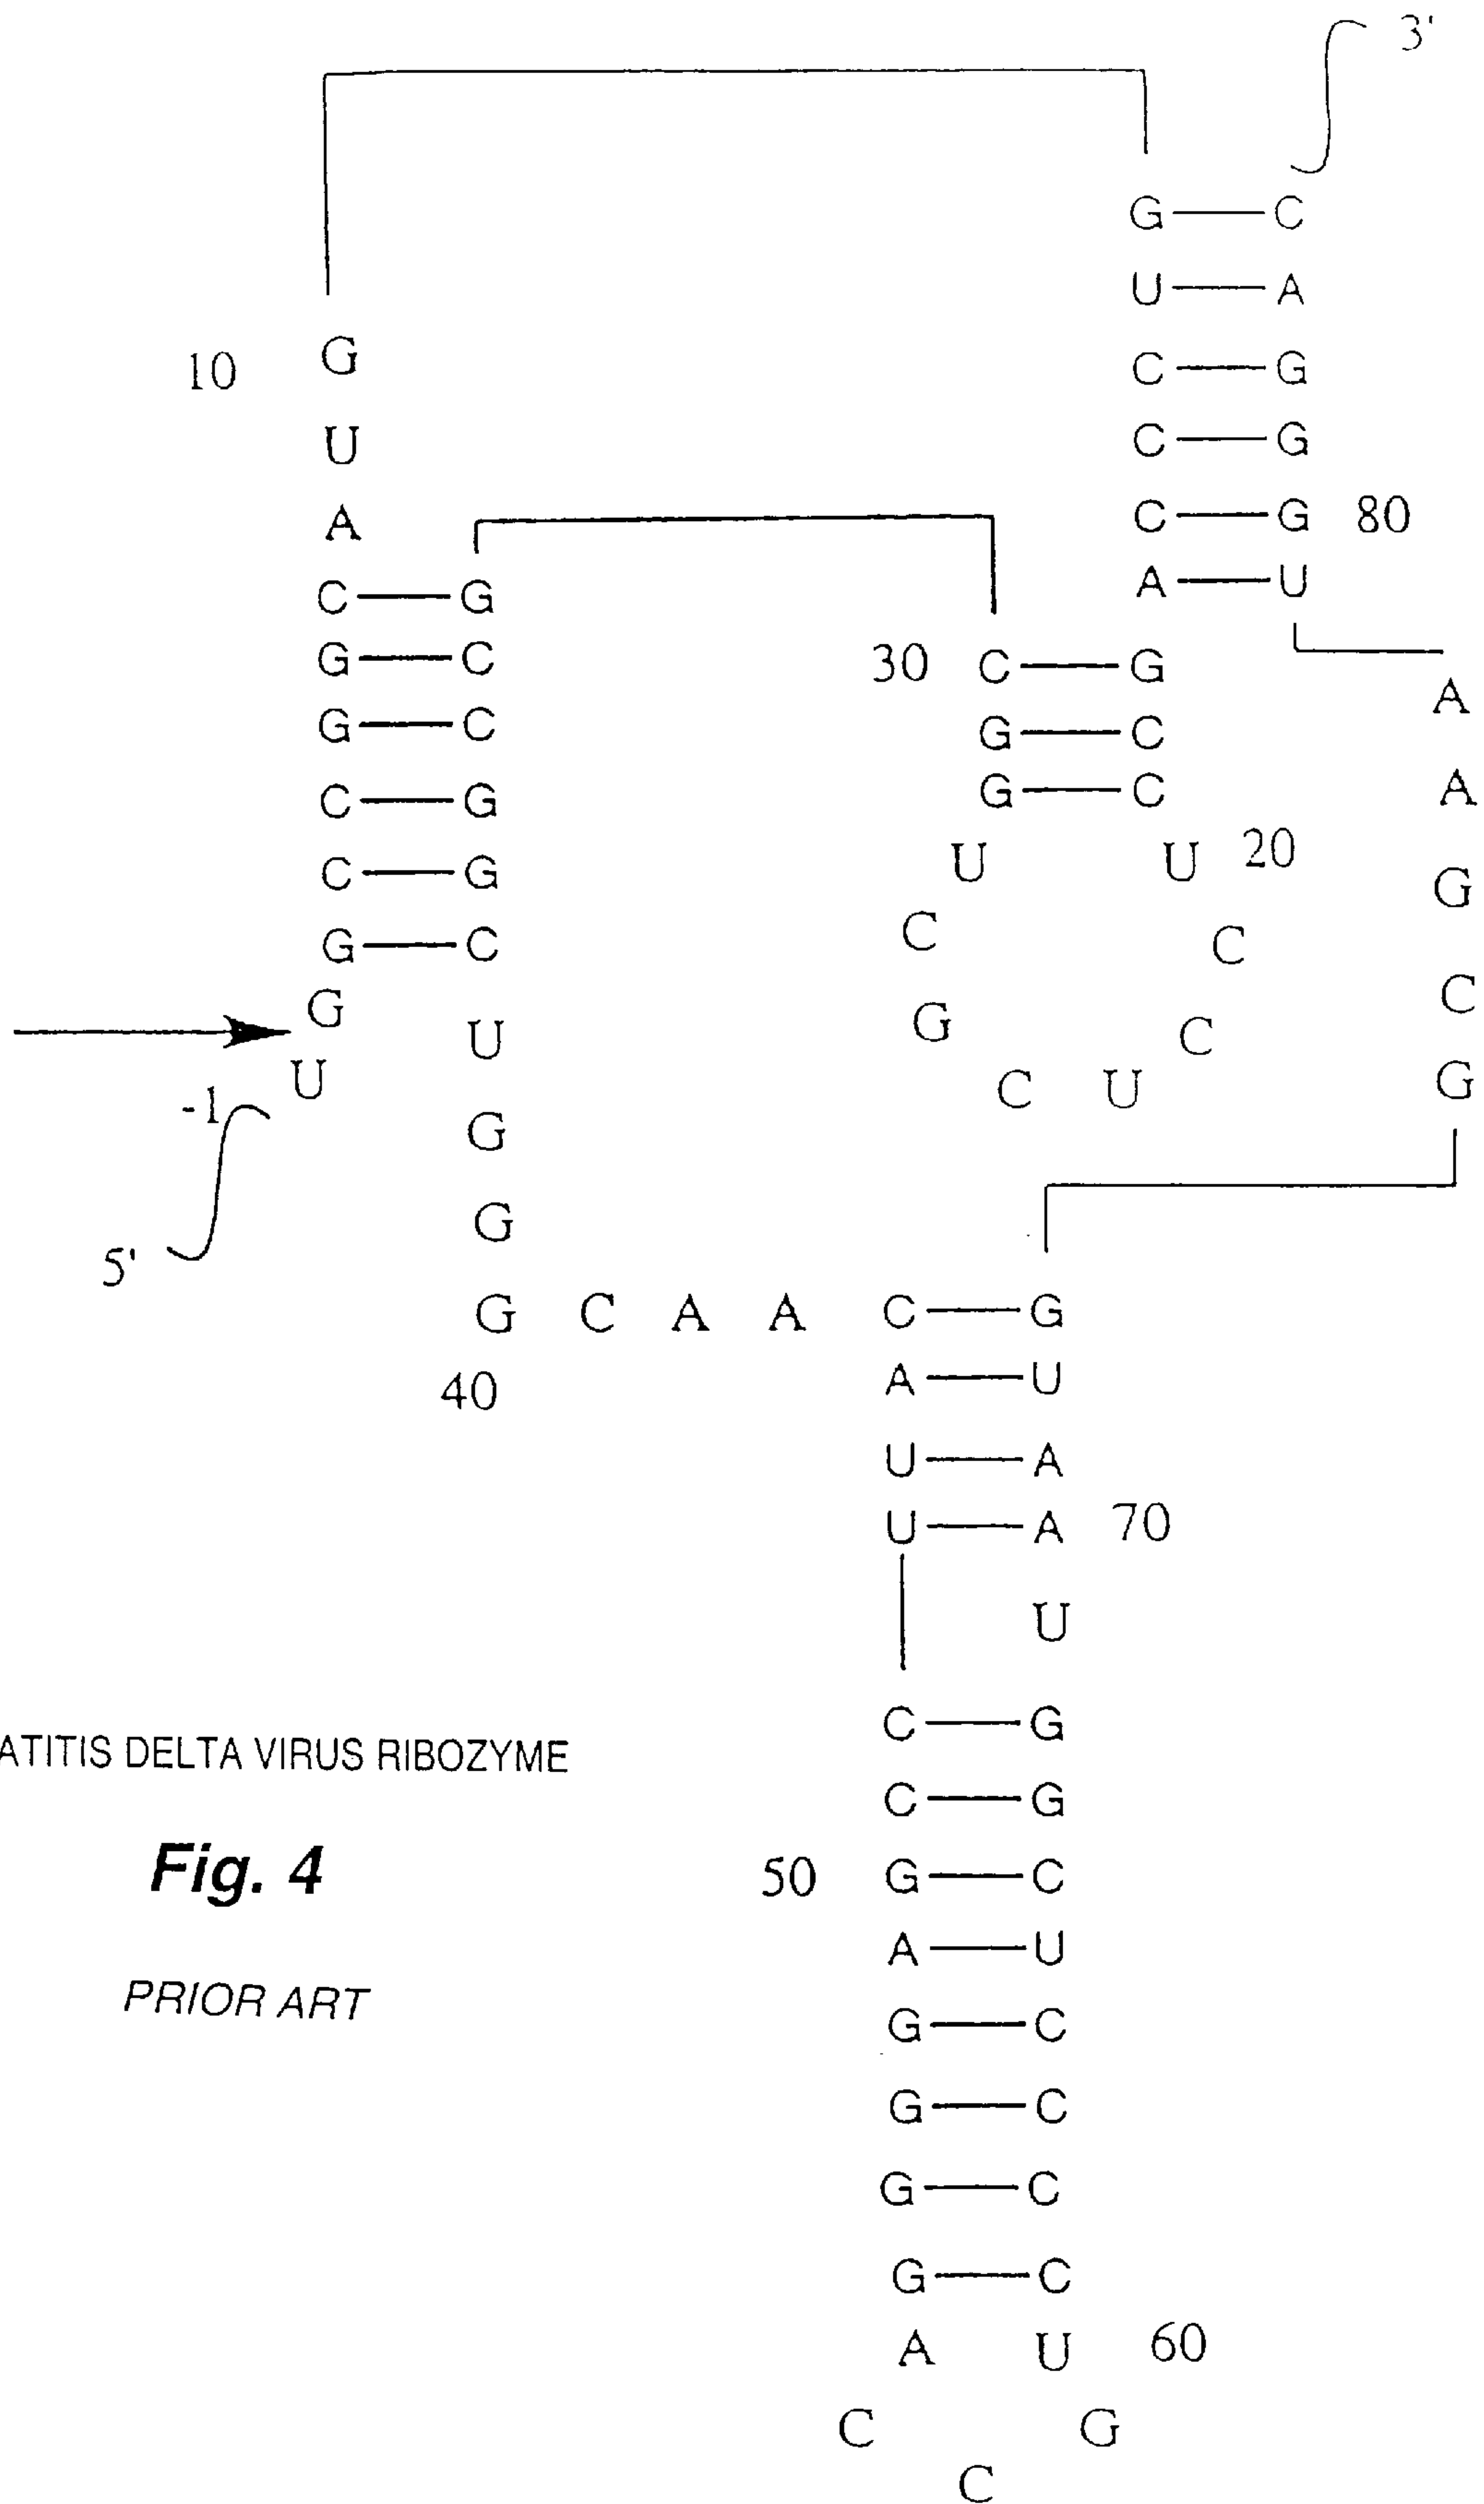 3'
G C
U A
10 G C G
U C G
A C G 80
C G A U
G C 30 C G A
G C G C A
C G G C
C G U U 20 G
G C C C
G G C C
U C U G
-1 U
G
5' G
G C A A C G
40 A U
U A
U A 70
U
C G
ATITIS DELTA VIRUS RIBOZYME
C G
Fig. 4
50 G C
A U
PRIOR ART
G C
G C
G C
G C
A U 60
C G
C